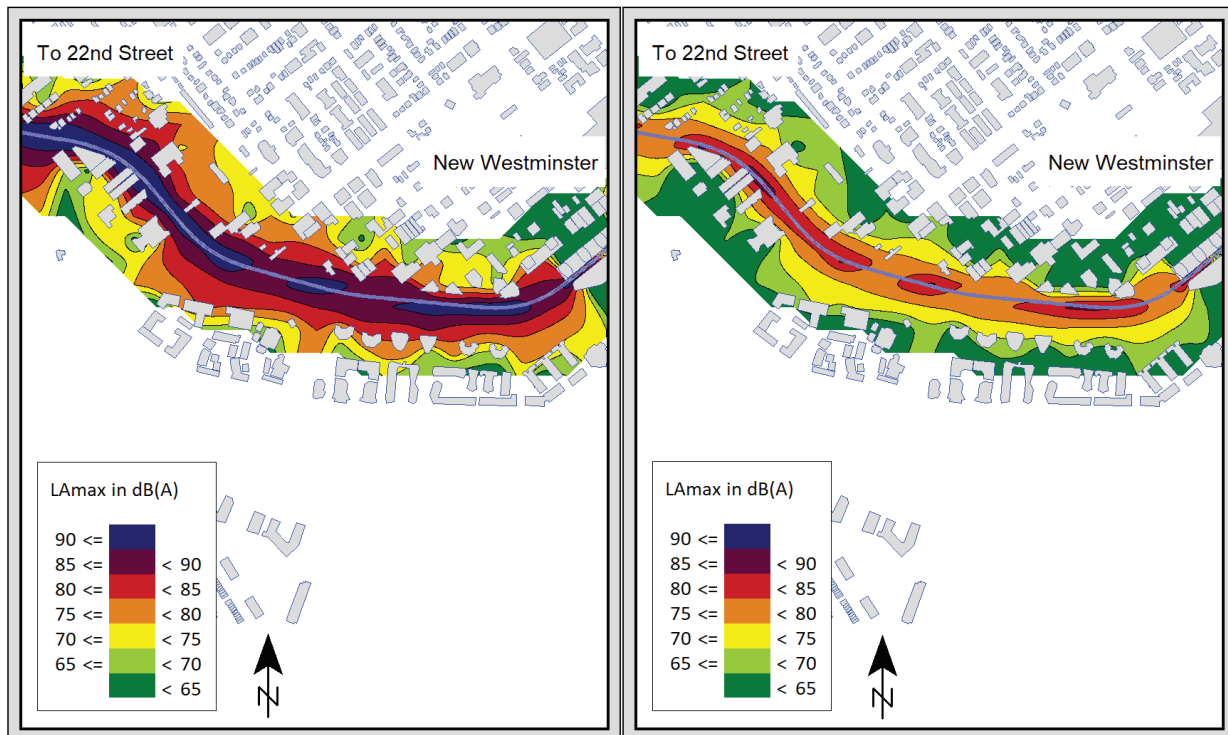 To 22nd Street
New Westminster
LAmax in dB(A)
90 <=
85 <= < 90
80 <= < 85
75 <= < 80
70 <= < 75
65 <= < 70
< 65
N
To 22nd Street
New Westminster
LAmax in dB(A)
90 <=
85 <= < 90
80 <= < 85
75 <= < 80
70 <= < 75
65 <= < 70
< 65
N